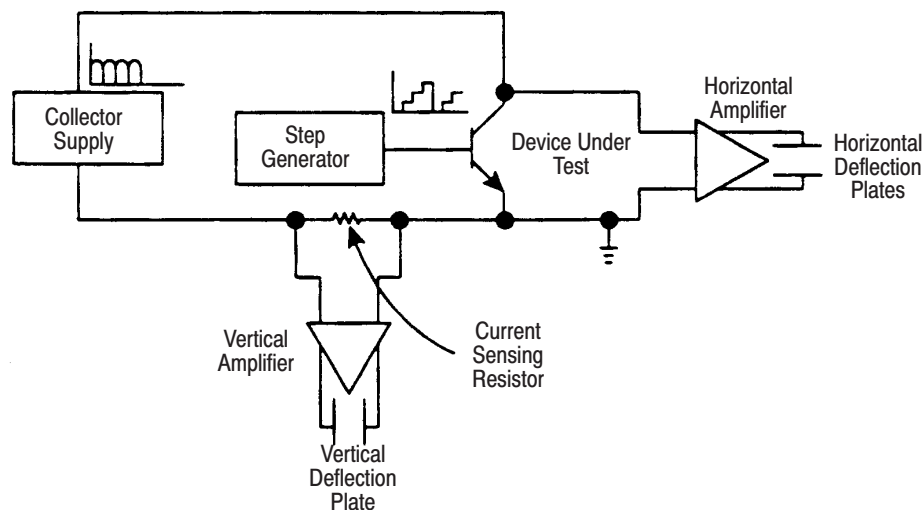 Collector
Supply
Step
Generator
Device Under
Test
Horizontal
Amplifier
Horizontal
Deflection
Plates
Vertical
Amplifier
Current
Sensing
Resistor
Vertical
Deflection
Plate